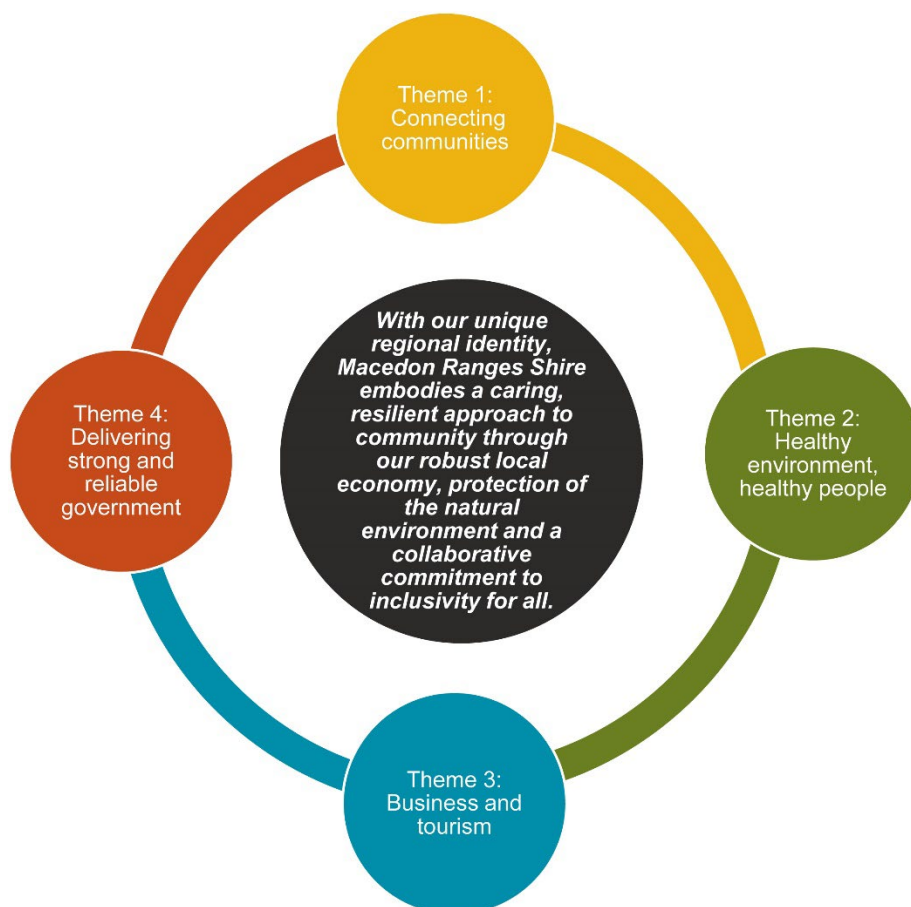 Theme 1:
Connecting
communities
With our unique
regional identity,
Macedon Ranges Shire
embodies a caring,
resilient approach to
community through
our robust local
economy, protection of
the natural
environment and a
collaborative
commitment to
inclusivity for all.
Theme 2:
Healthy
environment,
healthy people
Theme 3:
Business and
tourism
Theme 4:
Delivering
strong and
reliable
government